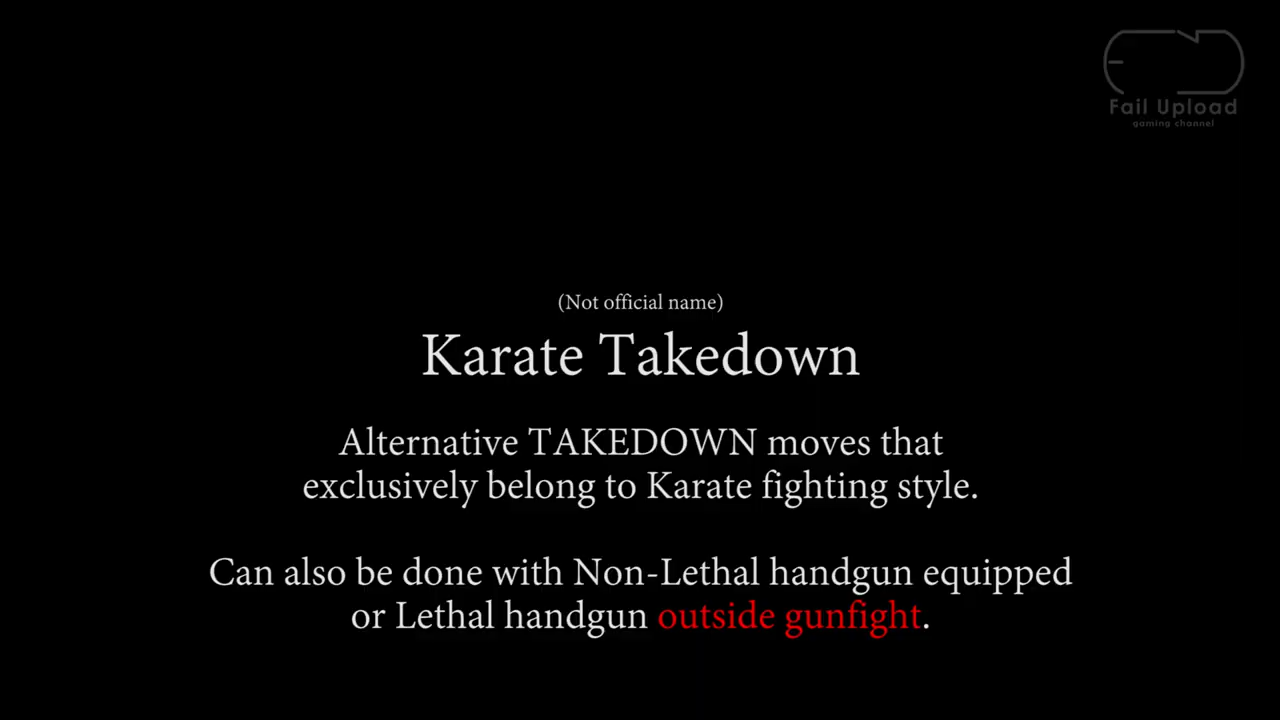 Fail Upload
gaming channel
(Not official name)
Karate Takedown
Alternative TAKEDOWN moves that
exclusively belong to Karate fighting style.
Can also be done with Non-Lethal handgun equipped
or Lethal handgun outside gunfight.